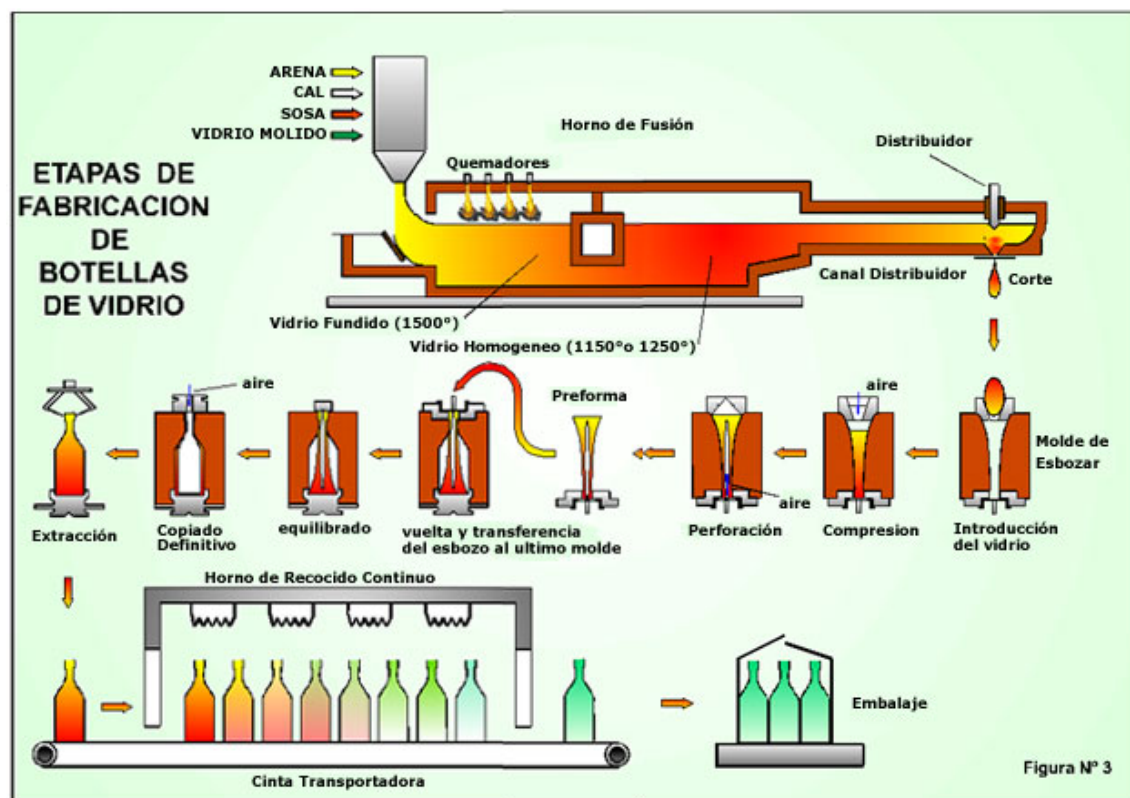 ARENA
CAL
SOSA
VIDRIO MOLIDO
Horno de Fusión
Distribuidor
Quemadores
ETAPAS DE
FABRICACION
DE
BOTELLAS
DE VIDRIO
Canal Distribuidor
Corte
Vidrio Fundido (1500°)
Vidrio Homogeneo (1150°o 1250°)
aire
Preforma
aire
Molde de
Esbozar
aire
Extracción
Copiado
Definitivo
equilibrado
vuelta y transferencia
del esbozo al ultimo molde
Perforación
Compresion
Introducción
del vidrio
Horno de Recocido Continuo
Embalaje
Cinta Transportadora
Figura Nº 3